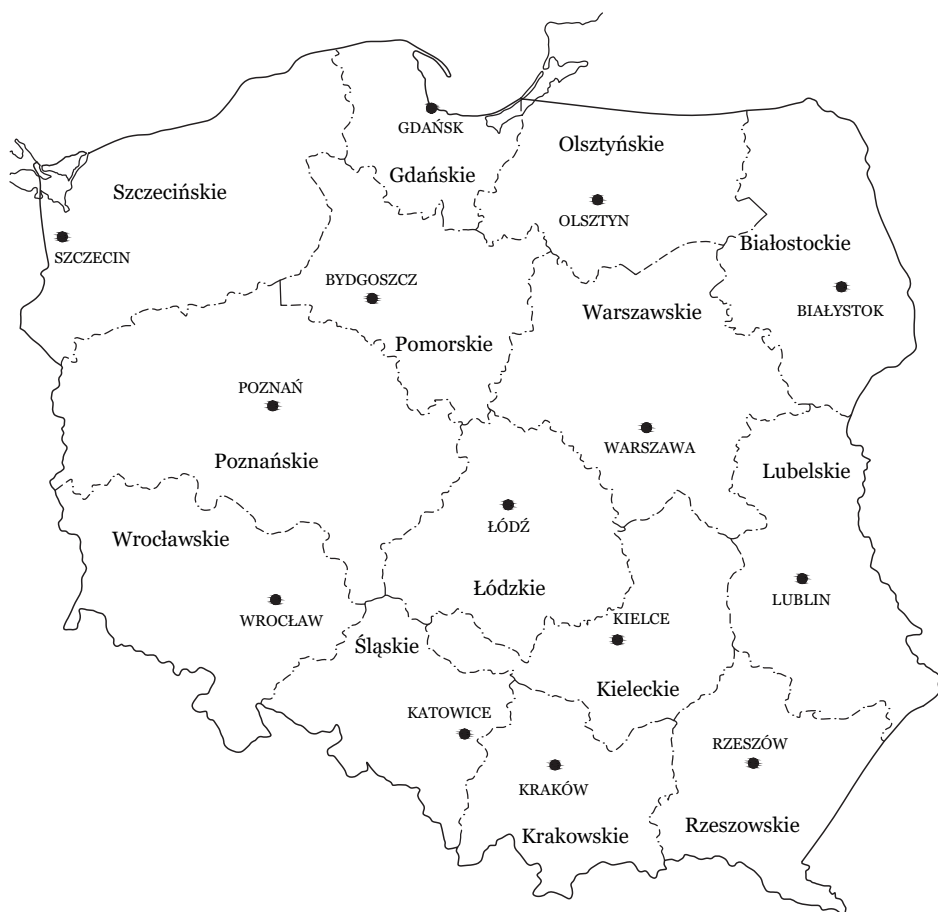 GDAŃSK
Olsztyńskie
Gdańskie
Szczecińskie
OLSZTYN
SZCZECIN
Białostockie
BYDGOSZCZ
BIAŁYSTOK
Warszawskie
Pomorskie
POZNAŃ
WARSZAWA
Poznańskie
Lubelskie
ŁÓDŹ
Wrocławskie
Łódzkie
LUBLIN
WROCŁAW
KIELCE
Śląskie
Kieleckie
KATOWICE
RZESZÓW
KRAKÓW
Krakowskie
Rzeszowskie